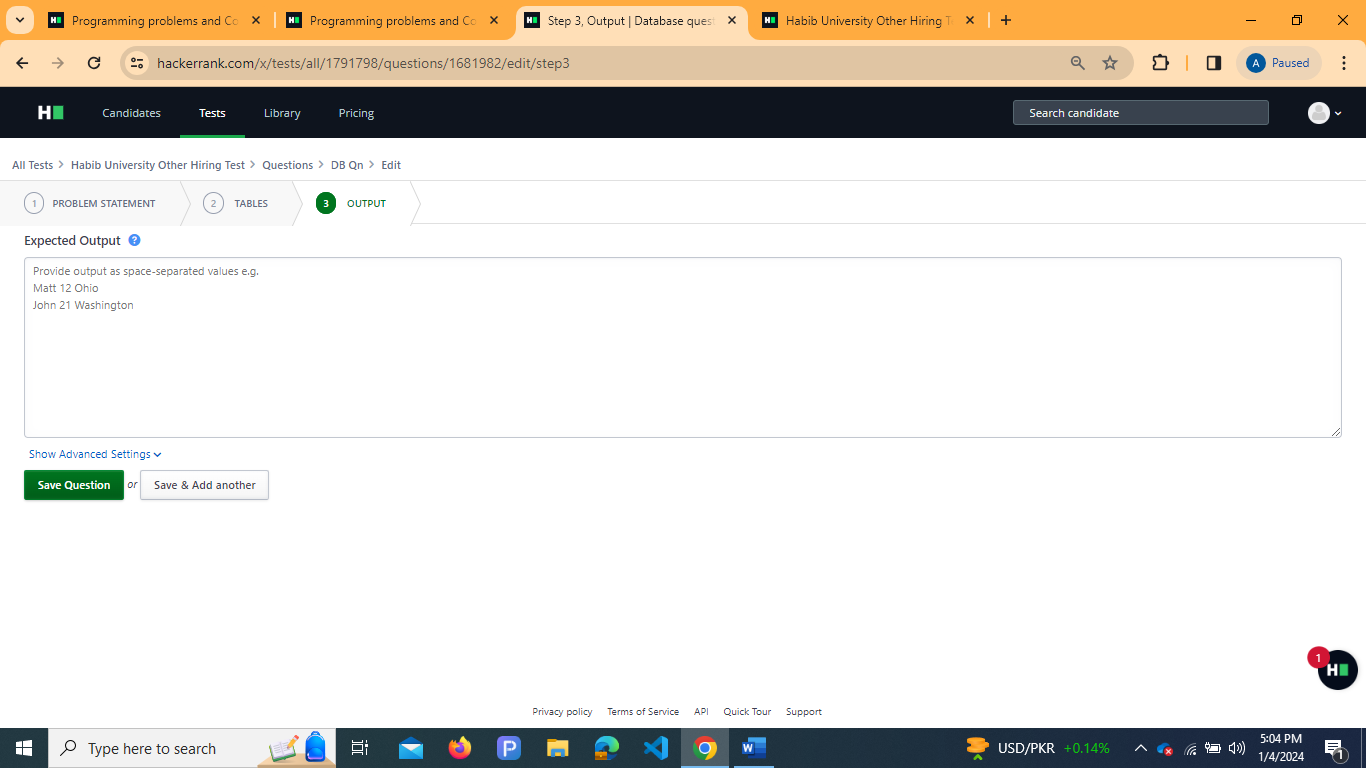 Programming problems and Co
Programming problems and Co
Step 3, Output | Database quest
Habib University Other Hiring T
hackerrank.com/x/tests/all/1791798/questions/1681982/edit/step3
A
Paused
H
Candidates
Tests
Library
Pricing
Search candidate
All Tests > Habib University Other Hiring Test > Questions > DB Qn > Edit
1 PROBLEM STATEMENT
2 TABLES
3 OUTPUT
Expected Output ?
Provide output as space-separated values e.g.
Matt 12 Ohio
John 21 Washington
Show Advanced Settings
Save Question or Save & Add another
1
H
Privacy policy Terms of Service API Quick Tour Support
Type here to search
USD/PKR +0.14%
5:04 PM
1/4/2024
1